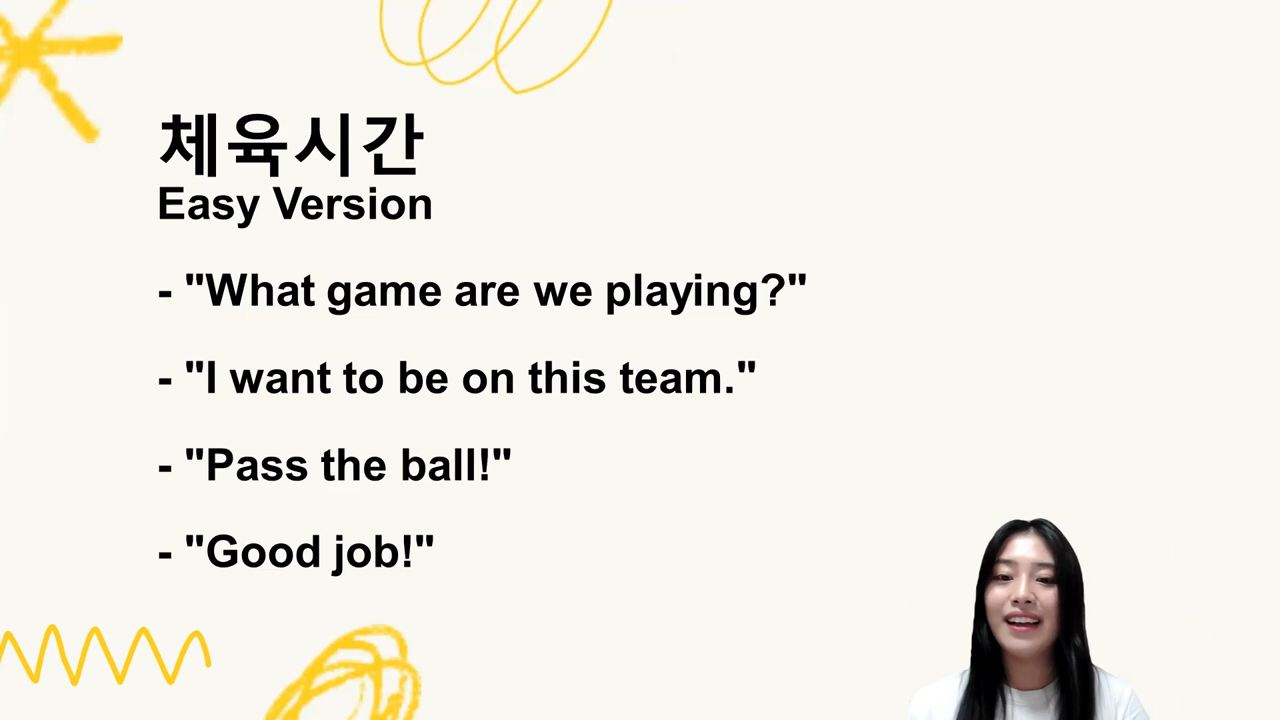 체육시간
Easy Version
- "What game are we playing?"
- "I want to be on this team."
- "Pass the ball!"
- "Good job!"